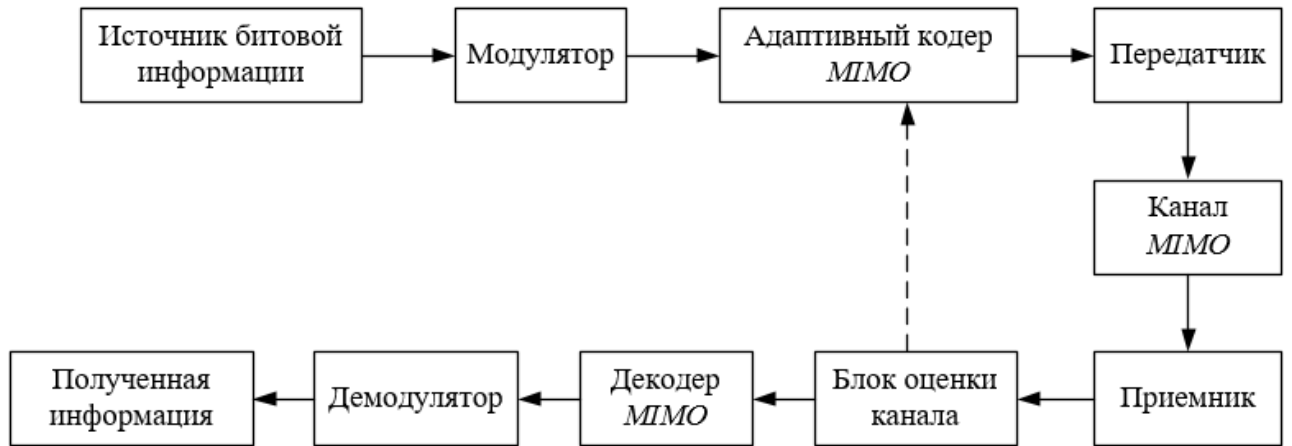 Источник битовой
информации
Модулятор
Адаптивный кодер
MIMO
Передатчик
Канал
MIMO
Полученная
информация
Демодулятор
Декодер
MIMO
Блок оценки
канала
Приемник